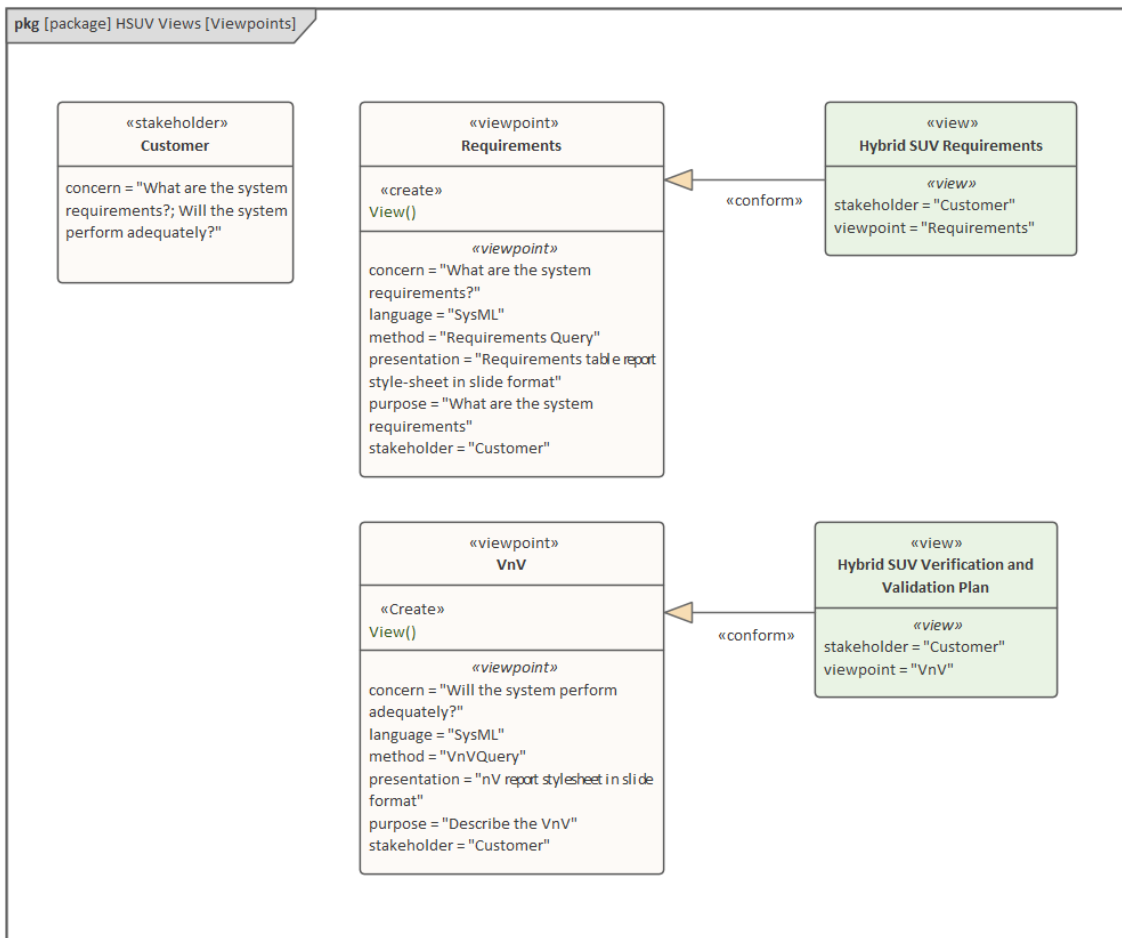 pkg [package] HSUV Views [Viewpoints]
«stakeholder»
Customer
concern = "What are the system
requirements?; Will the system
perform adequately?"
«viewpoint»
Requirements
«create»
View()
«viewpoint»
concern = "What are the system
requirements?"
language = "SysML"
method = "Requirements Query"
presentation = "Requirements table report
style-sheet in slide format"
purpose = "What are the system
requirements"
stakeholder = "Customer"
«conform»
«view»
Hybrid SUV Requirements
«view»
stakeholder = "Customer"
viewpoint = "Requirements"
«viewpoint»
VnV
«Create»
View()
«viewpoint»
concern = "Will the system perform
adequately?"
language = "SysML"
method = "VnVQuery"
presentation = "nV report stylesheet in slide
format"
purpose = "Describe the VnV"
stakeholder = "Customer"
«conform»
«view»
Hybrid SUV Verification and
Validation Plan
«view»
stakeholder = "Customer"
viewpoint = "VnV"